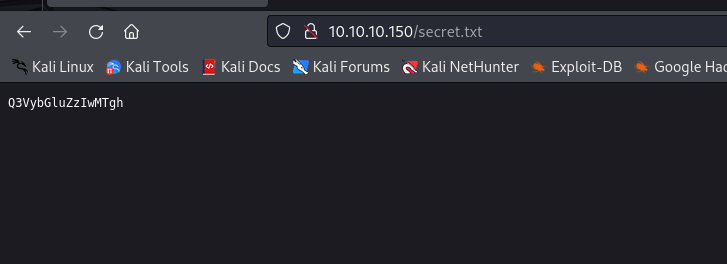 10.10.10.150/secret.txt
Kali Linux Kali Tools Kali Docs Kali Forums Kali NetHunter Exploit-DB Google Hac
Q3VybGluZzIwMTgh